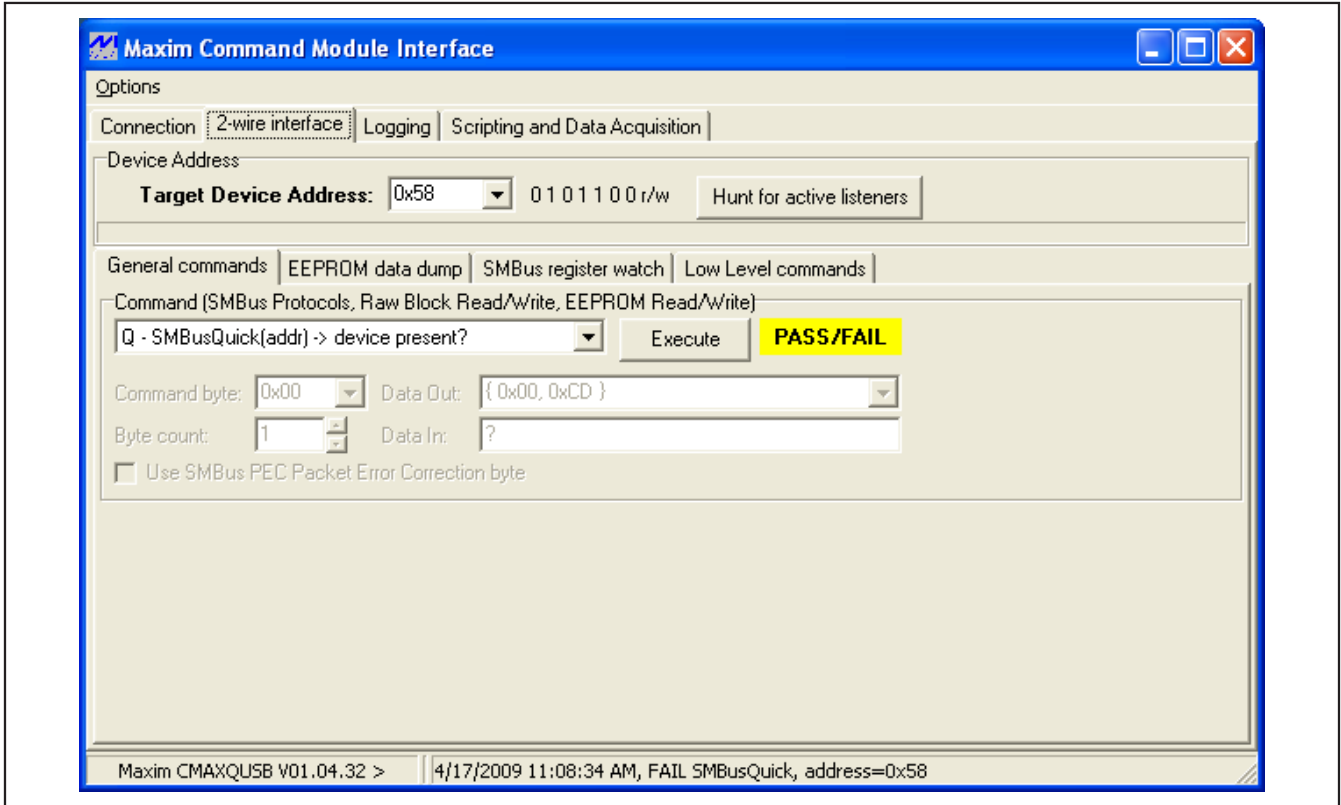 Maxim Command Module Interface
Options
Connection 2-wire interface Logging Scripting and Data Acquisition
Device Address
Target Device Address: 0x58 0 1 0 1 1 0 0 r/w Hunt for active listeners
General commands EEPROM data dump SMBus register watch Low Level commands
Command (SMBus Protocols, Raw Block Read/Write, EEPROM Read/Write)
Q - SMBusQuick(addr) -> device present? Execute PASS/FAIL
Command byte: 0x00 Data Out: { 0x00, 0xCD }
Byte count: 1 Data In: ?
Use SMBus PEC Packet Error Correction byte
Maxim CMAXQUSB V01.04.32 > 4/17/2009 11:08:34 AM, FAIL SMBusQuick, address=0x58